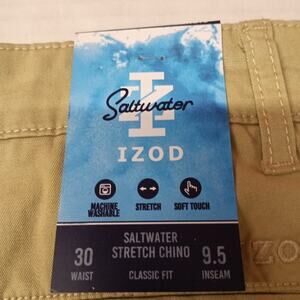 Saltwater
IZOD
MACHINE WASHABLE
STRETCH
SOFT TOUCH
SALTWATER
STRETCH CHINO
30
WAIST
CLASSIC FIT
9.5
INSEAM
IZOD